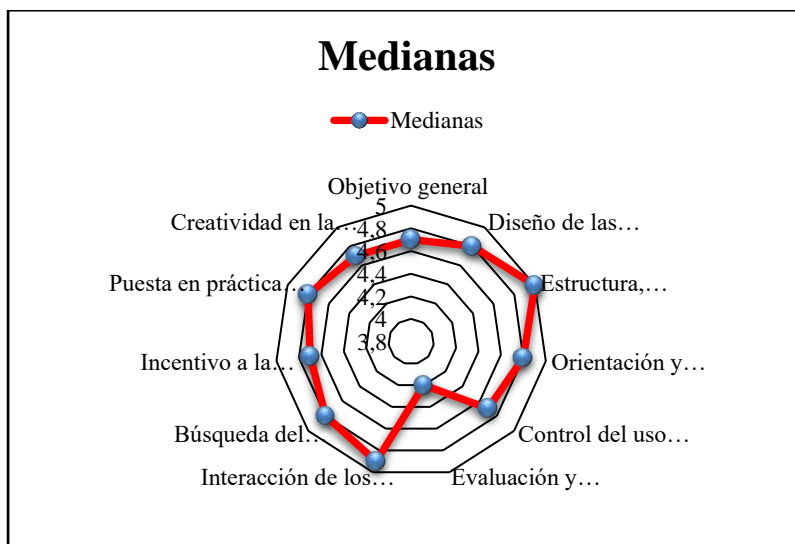 Medianas
Medianas
Objetivo general
Diseño de las…
Estructura,…
Orientación y…
Control del uso…
Evaluación y…
Interacción de los…
Búsqueda del…
Incentivo a la…
Puesta en práctica…
Creatividad en la…
5
4,8
4,6
4,4
4,2
4
3,8